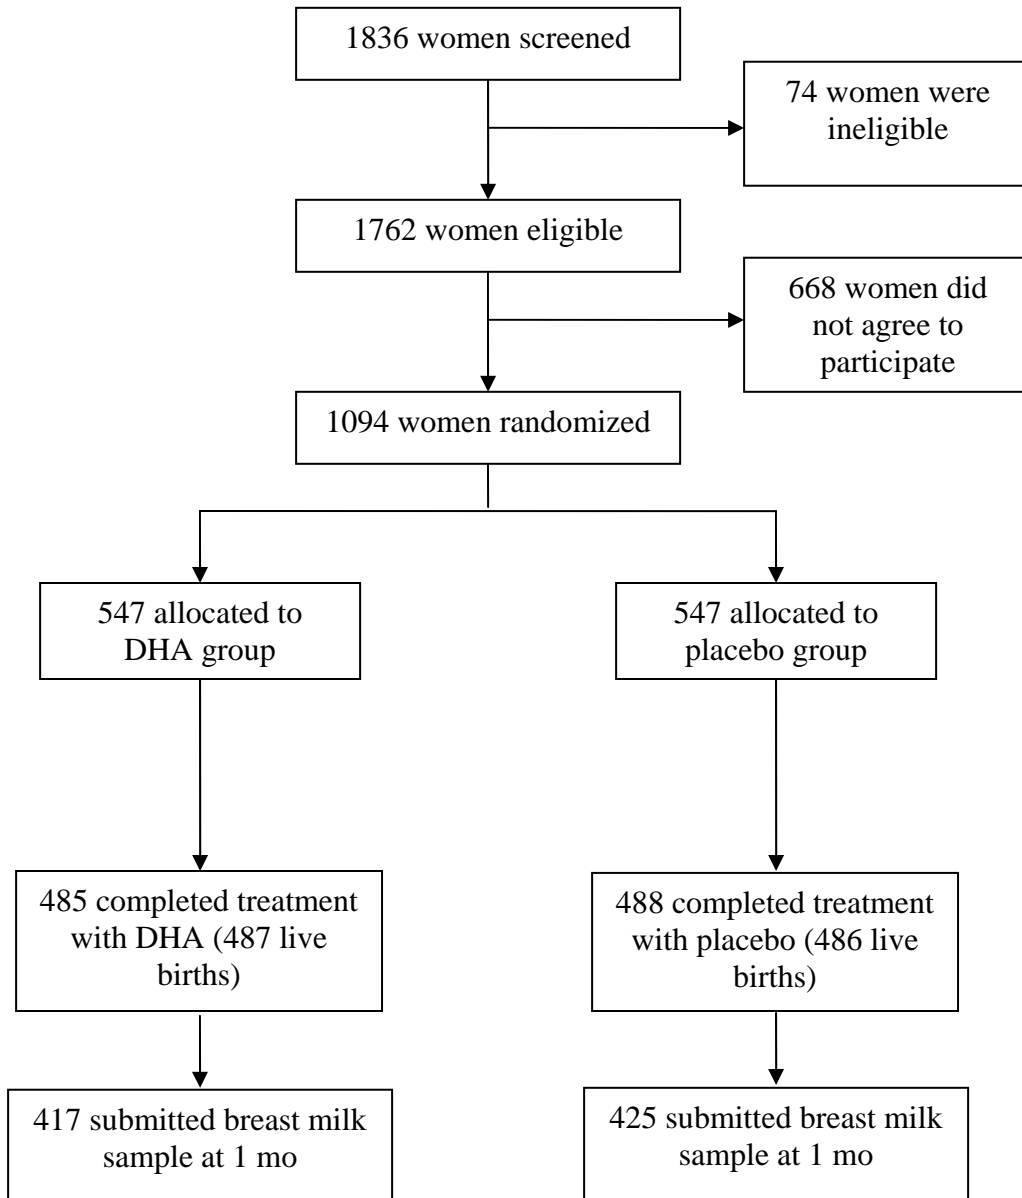 1836 women screened
74 women were
ineligible
1762 women eligible
668 women did
not agree to
participate
1094 women randomized
547 allocated to
DHA group
547 allocated to
placebo group
485 completed treatment
with DHA (487 live
births)
488 completed treatment
with placebo (486 live
births)
417 submitted breast milk
sample at 1 mo
425 submitted breast milk
sample at 1 mo